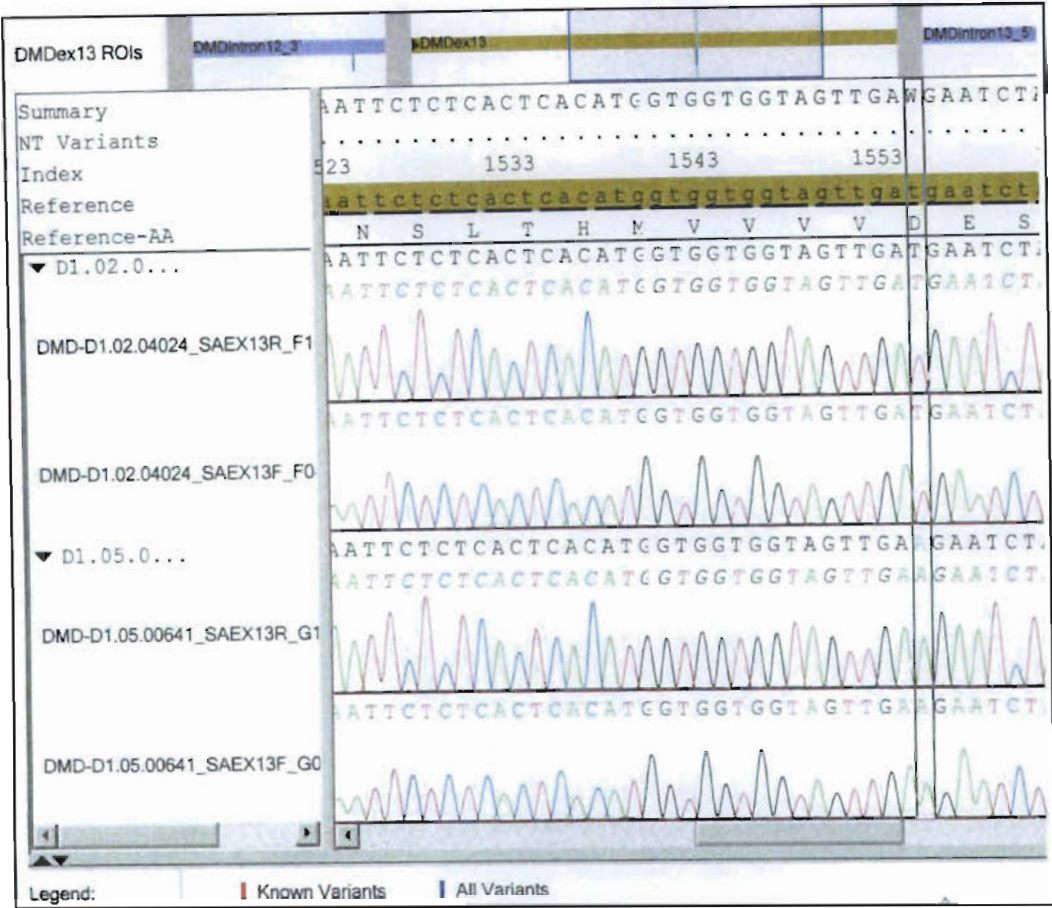 DMDex13 ROIs
DMDintron12_3'
DMDex13
DMDintron13_5'
Summary
AATTCTCTCACTCACATGGTGGTGGTAGTTGAWGAATCT
NT Variants
Index
523 1533 1543 1553
Reference
aattctctcactcacatggtggtggtagttgatgaatct
Reference-AA
N S L T H M V V V V D E S
D1.02.0...
AATTCTCTCACTCACATGGTGGTGGTAGTTGATGAATCT
AATTCTCTCACTCACATGGTGGTGGTAGTTGATGAATCT
DMD-D1.02.04024_SAEX13R_F1
AATTCTCTCACTCACATGGTGGTGGTAGTTGATGAATCT
DMD-D1.02.04024_SAEX13F_F0
D1.05.0...
AATTCTCTCACTCACATGGTGGTGGTAGTTGAAGAATCT
AATTCTCTCACTCACATGGTGGTGGTAGTTGAAGAATCT
DMD-D1.05.00641_SAEX13R_G1
AATTCTCTCACTCACATGGTGGTGGTAGTTGAAGAATCT
DMD-D1.05.00641_SAEX13F_G0
Legend:
Known Variants
All Variants